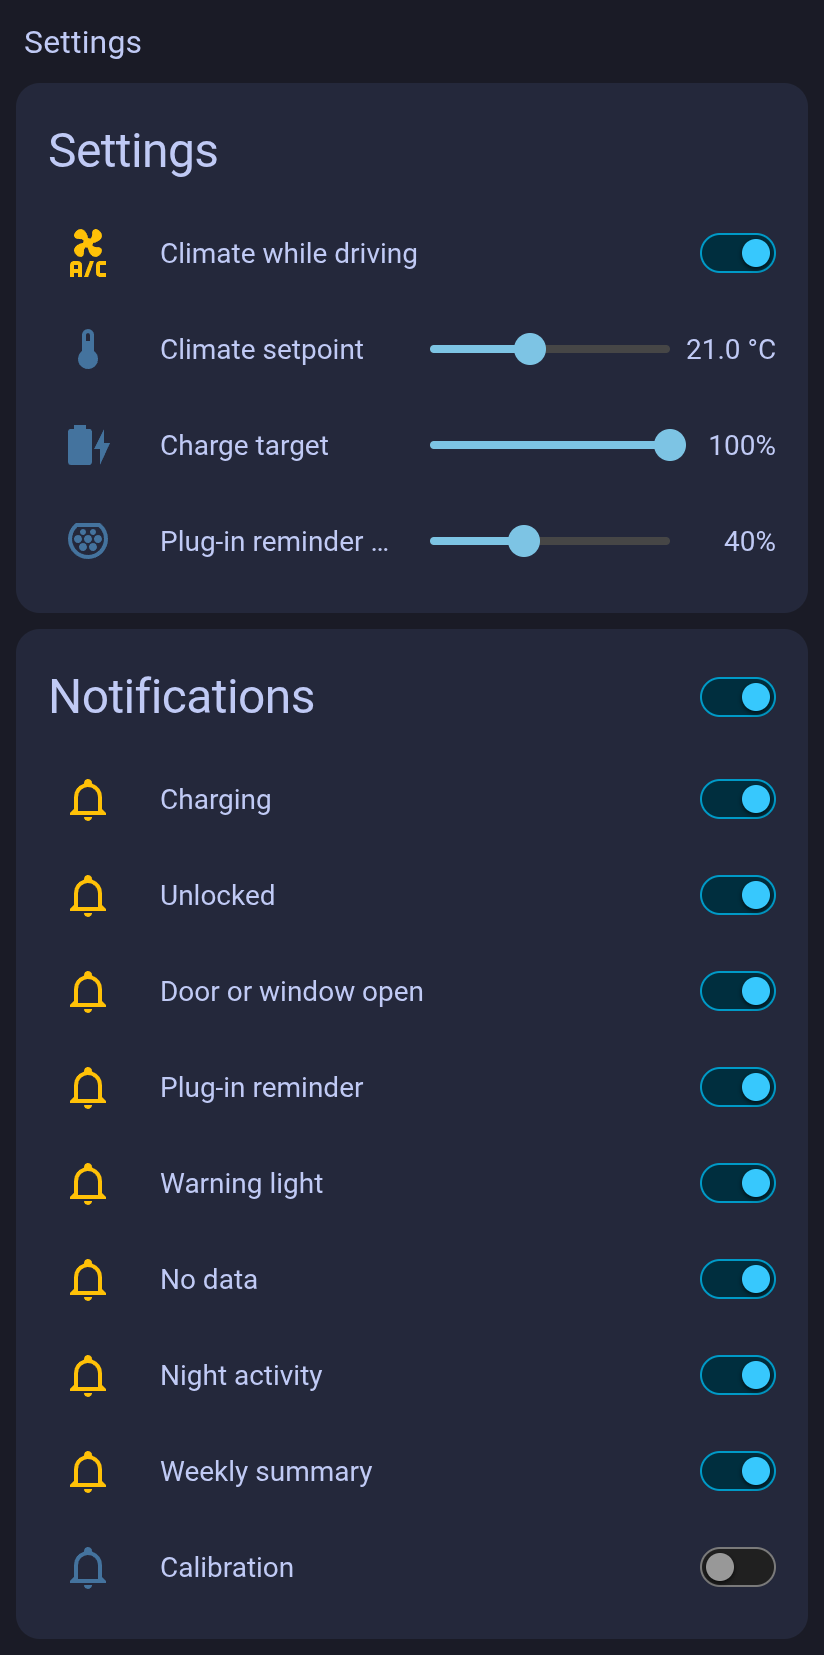 Settings
Settings
A/C
Climate while driving
Climate setpoint 21.0 °C
Charge target 100%
Plug-in reminder ... 40%
Notifications
Charging
Unlocked
Door or window open
Plug-in reminder
Warning light
No data
Night activity
Weekly summary
Calibration